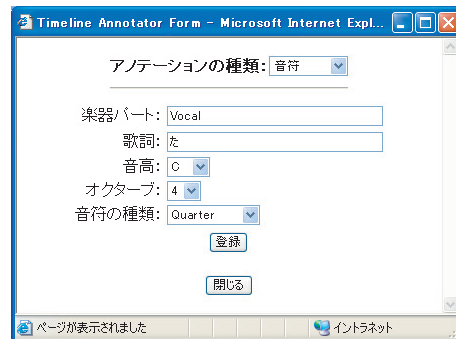 Timeline Annotator Form - Microsoft Internet Expl...
アノテーションの種類: 音符
楽器パート: Vocal
歌詞: た
音高: C
オクターブ: 4
音符の種類: Quarter
登録
閉じる
ページが表示されました イントラネット